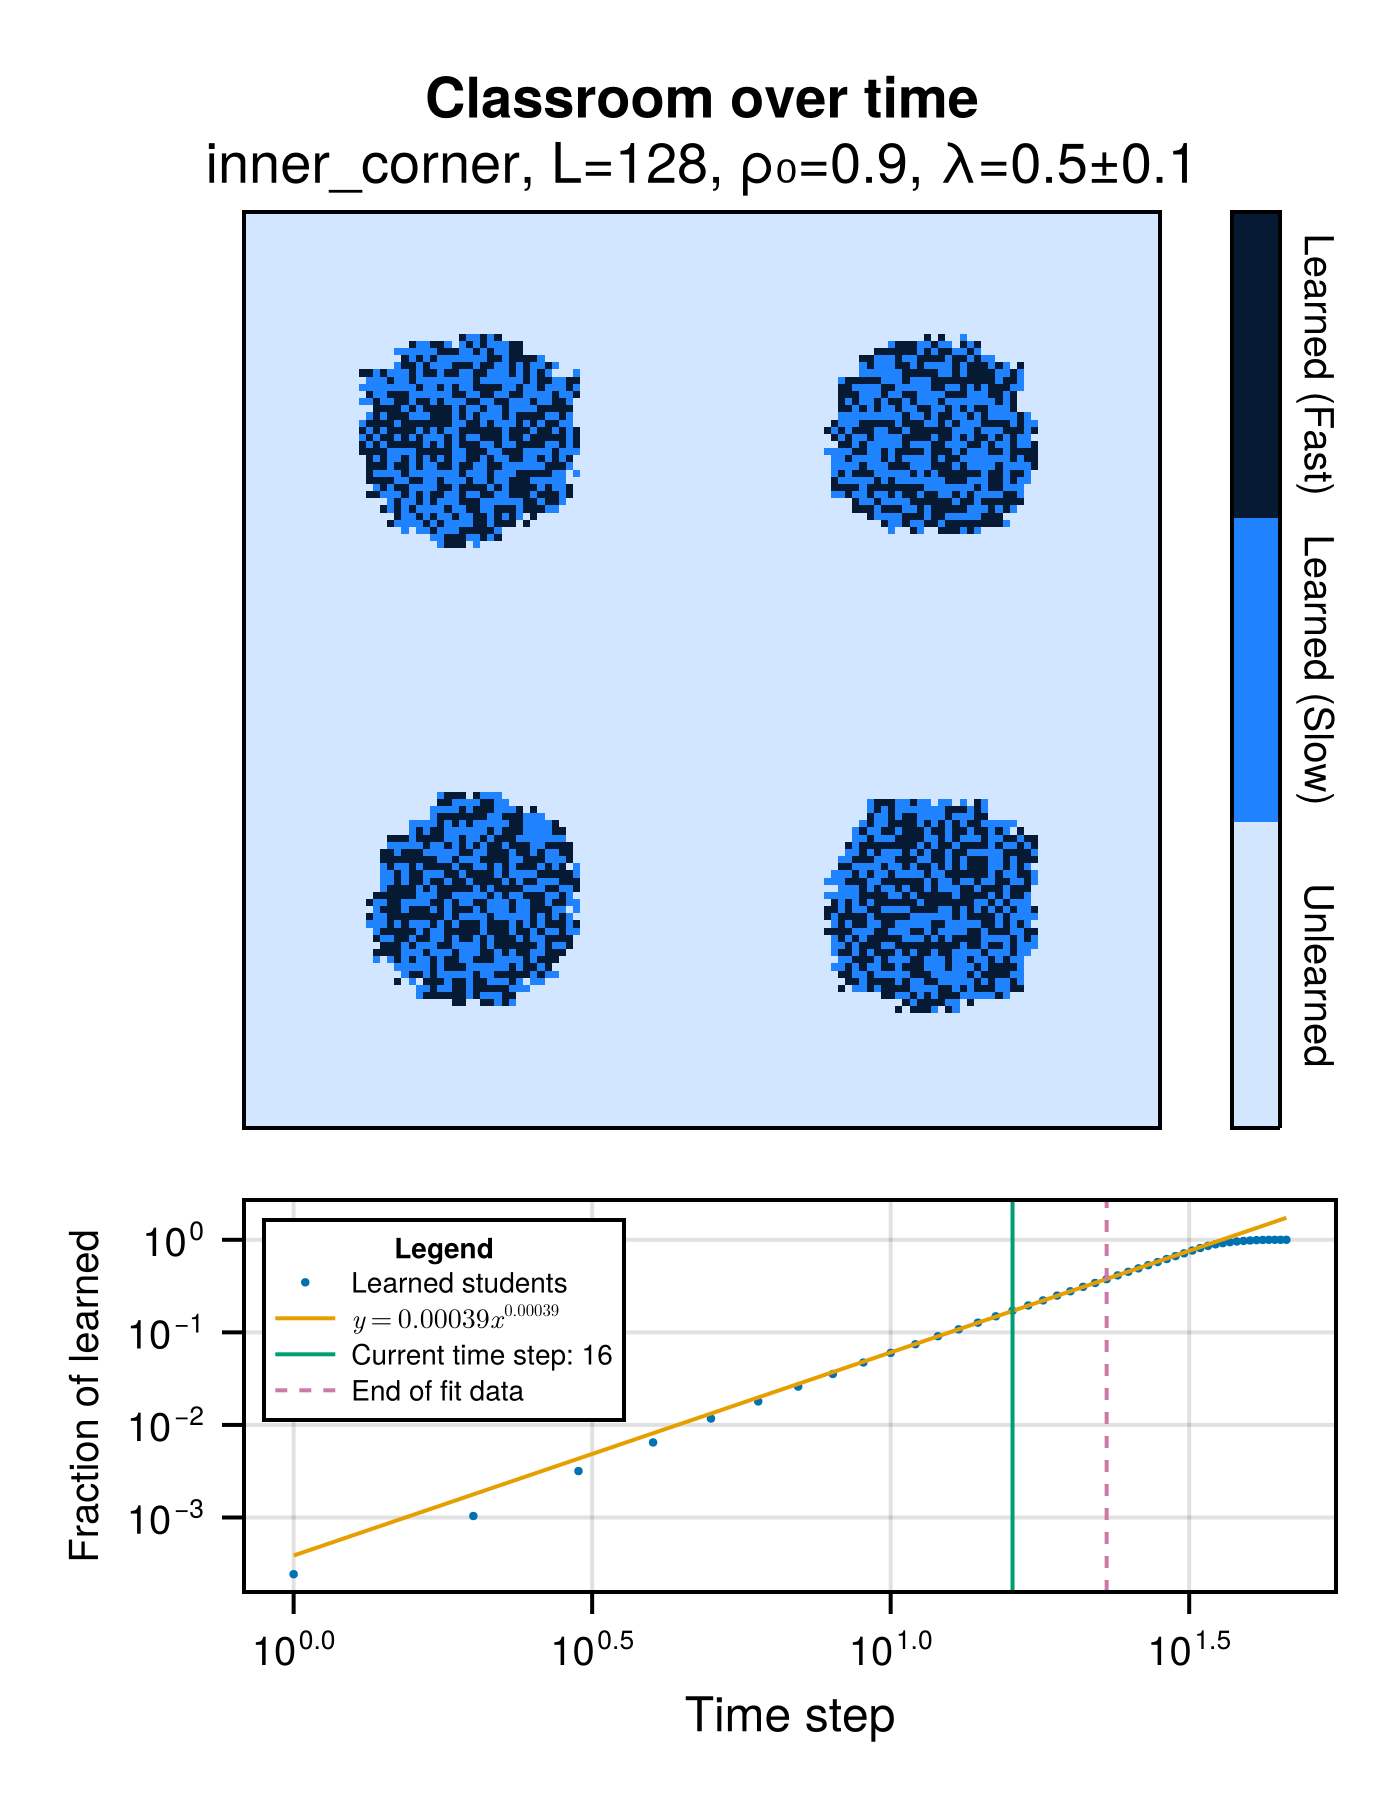 Classroom over time
inner_corner, L=128, ρ₀=0.9, λ=0.5±0.1
Learned (Fast)
Learned (Slow)
Unlearned
Fraction of learned
10⁰
10⁻¹
10⁻²
10⁻³
Legend
Learned students
y = 0.00039x^0.00039
Current time step: 16
End of fit data
10^0.0
10^0.5
10^1.0
10^1.5
Time step